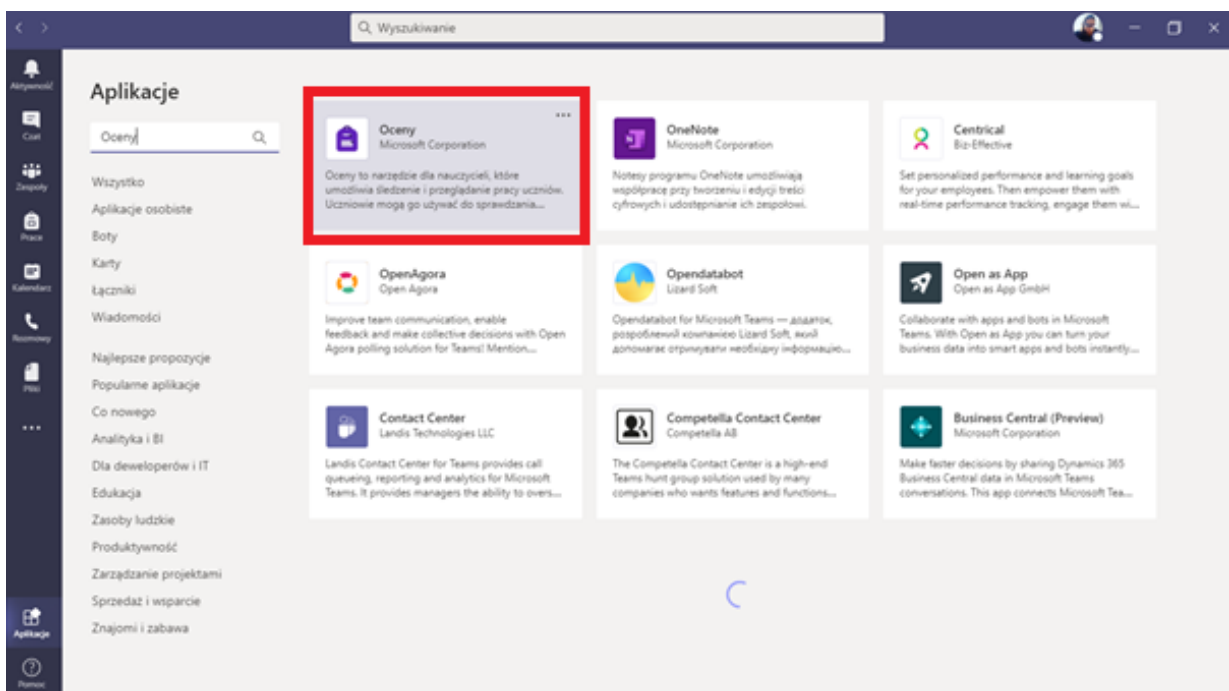 Wyszukiwanie
Aktywność
Czat
Zespoły
Prace
Kalendarz
Rozmowy
Pliki
Aplikacje
Pomoc
Aplikacje
Oceny
Wszystko
Aplikacje osobiste
Boty
Karty
Łączniki
Wiadomości
Najlepsze propozycje
Popularne aplikacje
Co nowego
Analityka i BI
Dla deweloperów i IT
Edukacja
Zasoby ludzkie
Produktywność
Zarządzanie projektami
Sprzedaż i wsparcie
Znajomi i zabawa
Oceny
Microsoft Corporation
Oceny to narzędzie dla nauczycieli, które
umożliwia śledzenie i przeglądanie pracy uczniów.
Uczniowie mogą go używać do sprawdzania...
OneNote
Microsoft Corporation
Notesy programu OneNote umożliwiają
współpracę przy tworzeniu i edycji treści
cyfrowych i udostępnianie ich zespołowi.
Centrical
Biz-Effective
Set personalized performance and learning goals
for your employees. Then empower them with
real-time performance tracking, engage them wi...
OpenAgora
Open Agora
Improve team communication, enable
feedback and make collective decisions with Open
Agora polling solution for Teams! Mention...
Opendatabot
Lizard Soft
Opendatabot for Microsoft Teams — додаток,
розроблений компанією Lizard Soft, який
допомагає отримувати необхідну інформацію...
Open as App
Open as App GmbH
Collaborate with apps and bots in Microsoft
Teams. With Open as App you can turn your
business data into smart apps and bots instantly....
Contact Center
Landis Technologies LLC
Landis Contact Center for Teams provides call
queueing, reporting and analytics for Microsoft
Teams. It provides managers the ability to overs...
Competella Contact Center
Competella AB
The Competella Contact Center is a high-end
Teams hunt group solution used by many
companies who wants features and functions...
Business Central (Preview)
Microsoft Corporation
Make faster decisions by sharing Dynamics 365
Business Central data in Microsoft Teams
conversations. This app connects Microsoft Tea...